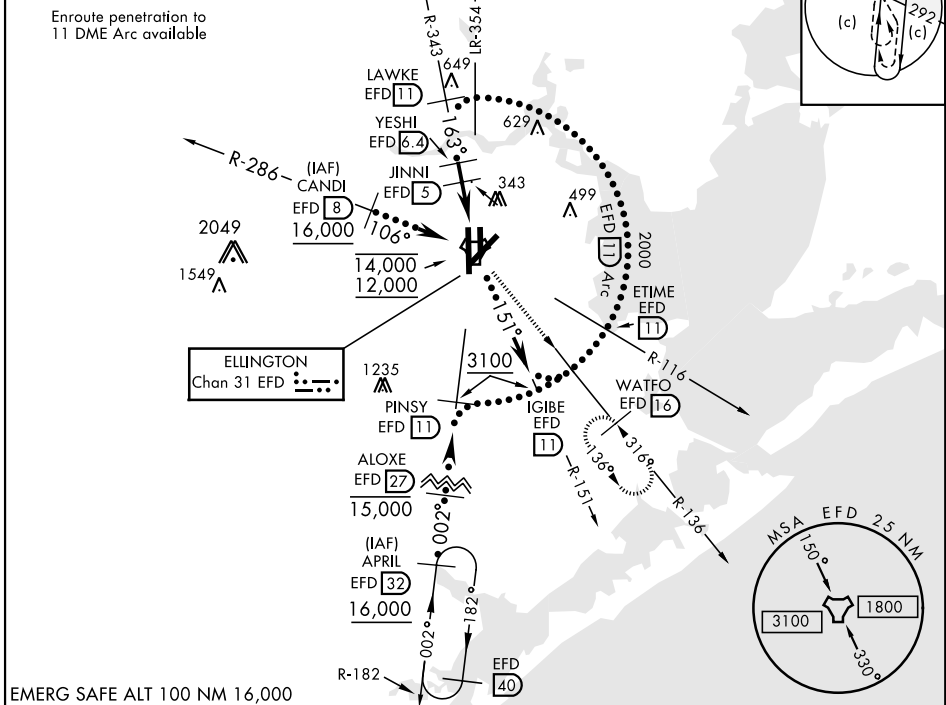 Enroute penetration to
11 DME Arc available
R-343
LR-354
292
(c)
(c)
LAWKE
EFD 11
649
YESHI
EFD 6.4
163°
629
JINNI
EFD 5
343
499
R-286
(IAF)
CANDI
EFD 8
16,000
106°
2049
1549
14,000
12,000
EFD 11 Arc
2000
ETIME
EFD
11
R-116
ELLINGTON
Chan 31 EFD
151°
1235
3100
PINSY
EFD 11
IGIBE
EFD
11
WATFO
EFD 16
R-151
316°
136°
R-136
ALOXE
EFD 27
15,000
002°
(IAF)
APRIL
EFD 32
16,000
002°
182°
R-182
EFD
40
MSA EFD 25 NM
150°
3100
1800
330°
EMERG SAFE ALT 100 NM 16,000